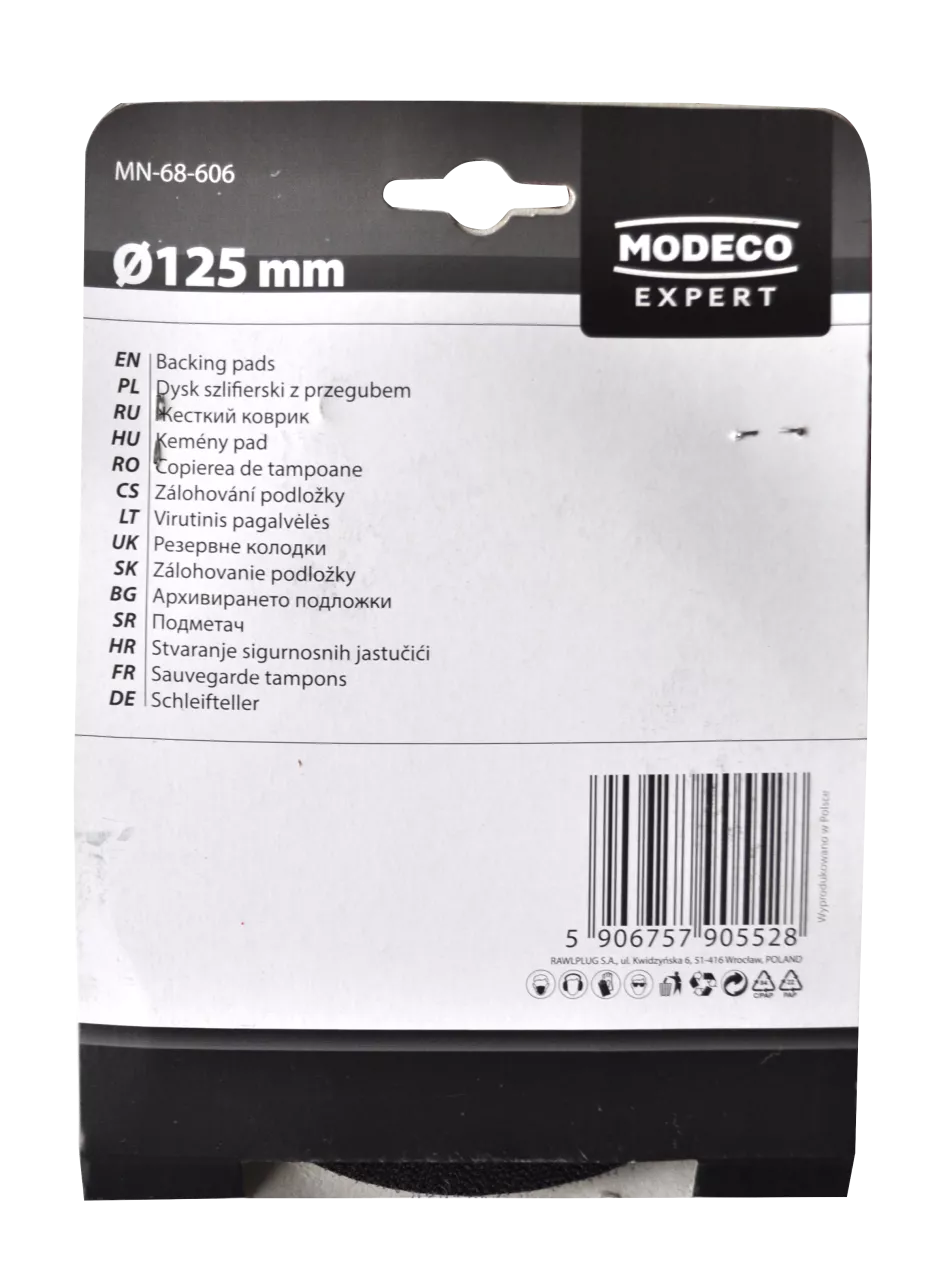 MN-68-606
Ø125 mm
MODECO
EXPERT
EN Backing pads
PL Dysk szlifierski z przegubem
RU Жесткий коврик
HU Kemény pad
RO Copierea de tampoane
CS Zálohování podložky
LT Virutinis pagalvėlės
UK Резервне колодки
SK Zálohovanie podložky
BG Архивирането подложки
SR Подметач
HR Stvaranje sigurnosnih jastučići
FR Sauvegarde tampons
DE Schleifteller
Wyprodukowano w Polsce
5 906757 905528
RAWLPLUG S.A., ul. Kwidzyńska 6, 51-416 Wrocław, POLAND
C/PAP
PAP